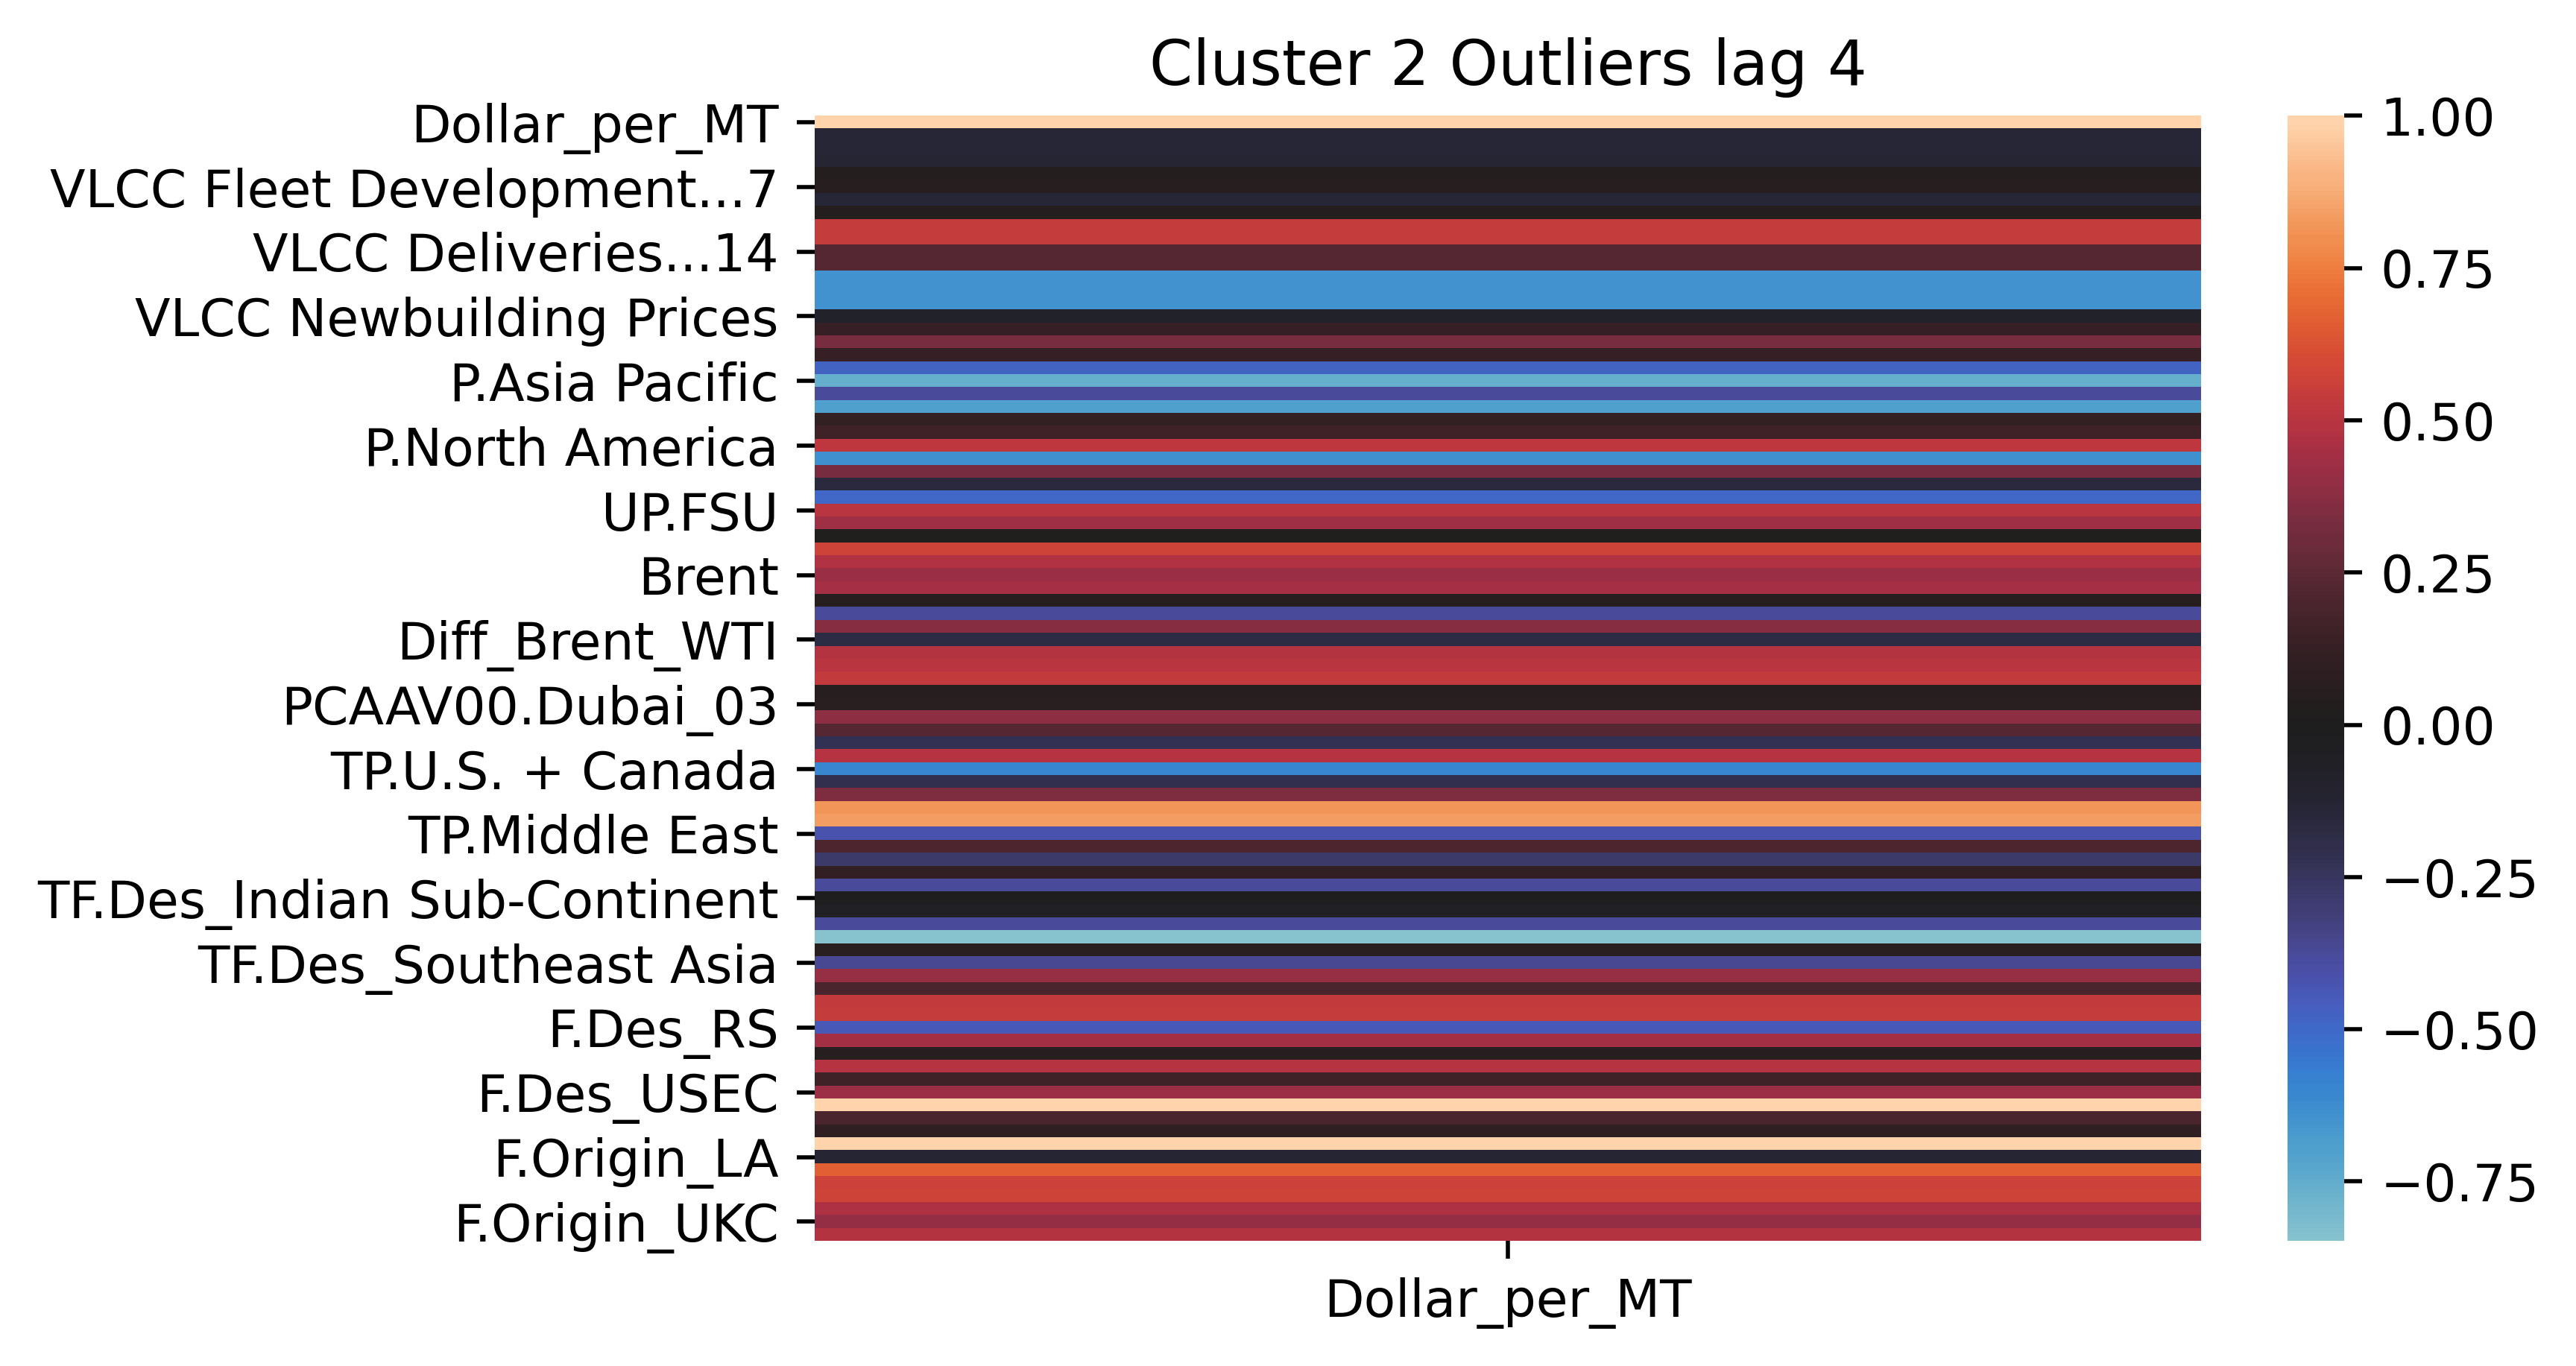 Cluster 2 Outliers lag 4
Dollar_per_MT
VLCC Fleet Development...7
VLCC Deliveries...14
VLCC Newbuilding Prices
P.Asia Pacific
P.North America
UP.FSU
Brent
Diff_Brent_WTI
PCAAV00.Dubai_03
TP.U.S. + Canada
TP.Middle East
TF.Des_Indian Sub-Continent
TF.Des_Southeast Asia
F.Des_RS
F.Des_USEC
F.Origin_LA
F.Origin_UKC
Dollar_per_MT
1.00
0.75
0.50
0.25
0.00
−0.25
−0.50
−0.75